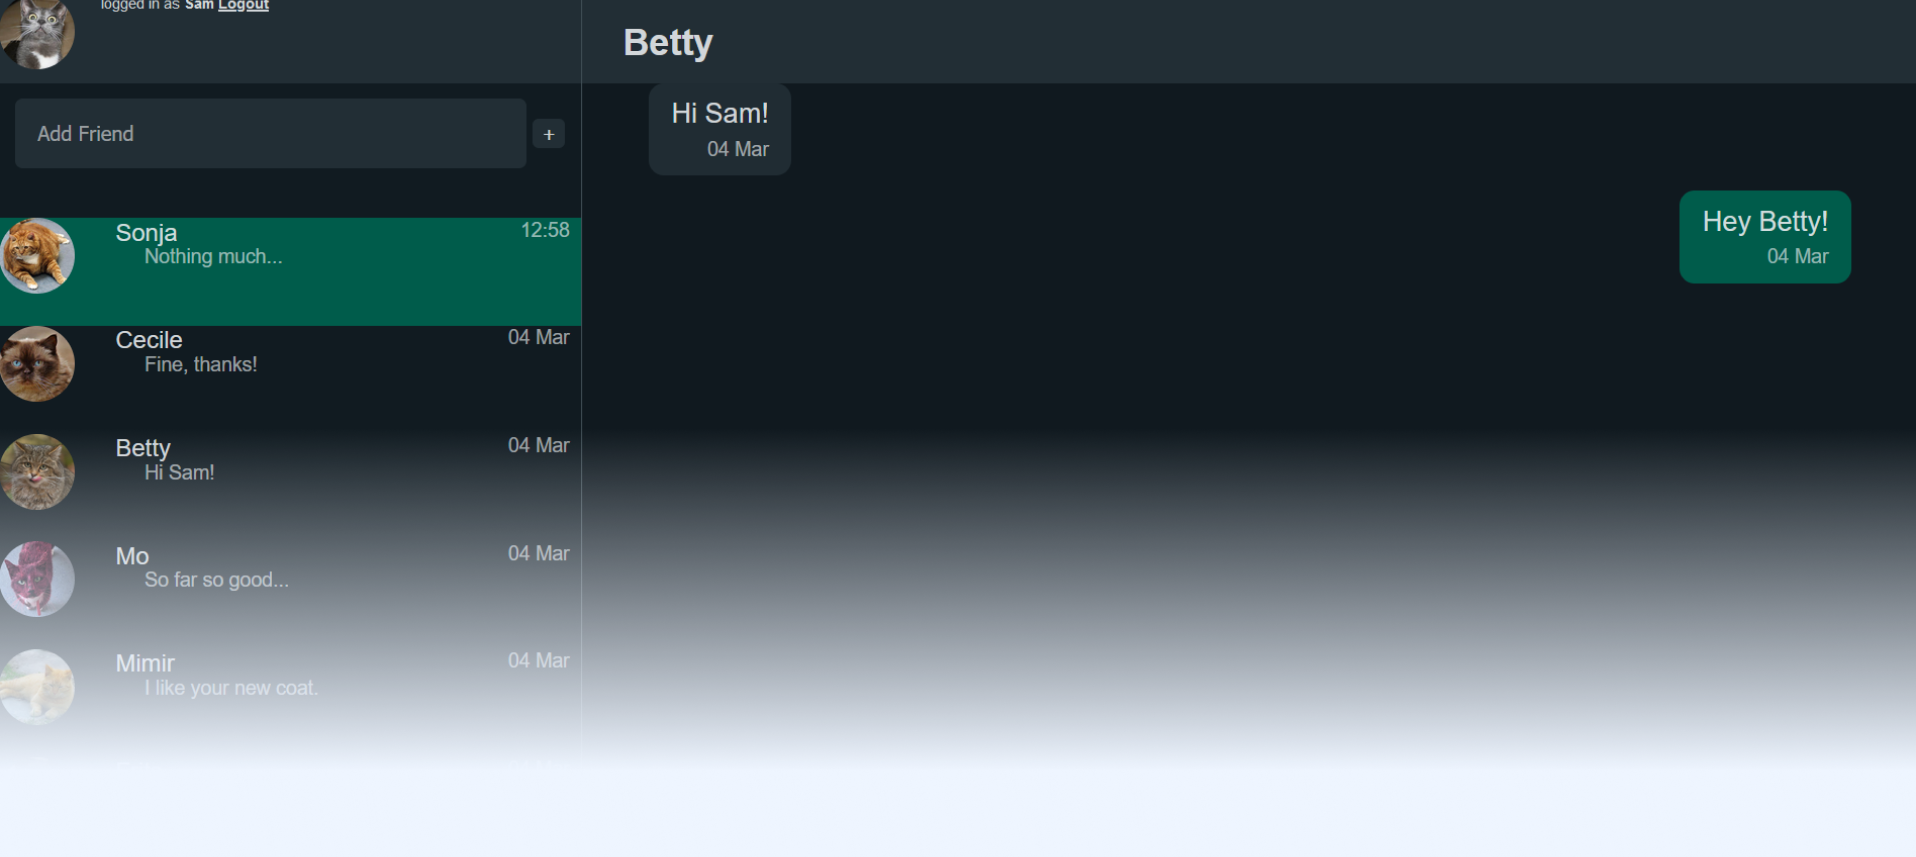 logged in as Sam Logout
Add Friend
+
Sonja
12:58
Nothing much...
Cecile
04 Mar
Fine, thanks!
Betty
04 Mar
Hi Sam!
Mo
04 Mar
So far so good...
Mimir
04 Mar
I like your new coat.
Betty
Hi Sam!
04 Mar
Hey Betty!
04 Mar